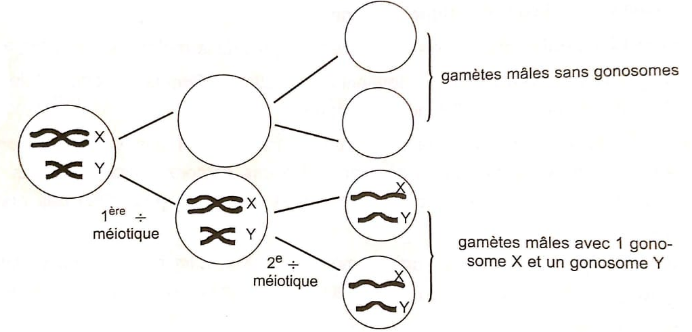 gamètes mâles sans gonosomes
X
Y
X
Y
1ère ÷
méiotique
X
Y
gamètes mâles avec 1 gono-
some X et un gonosome Y
2e ÷
méiotique
X
Y